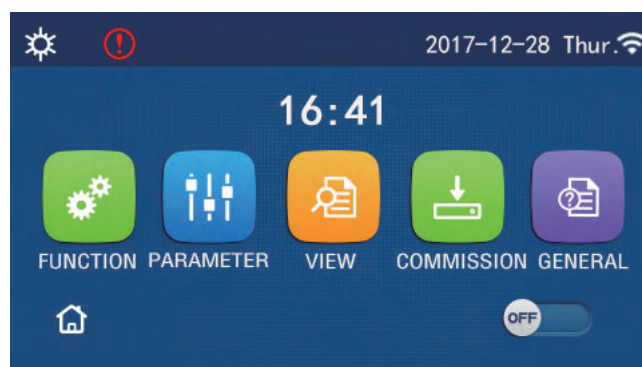 2017-12-28 Thur.
16:41
FUNCTION PARAMETER VIEW COMMISSION GENERAL
OFF